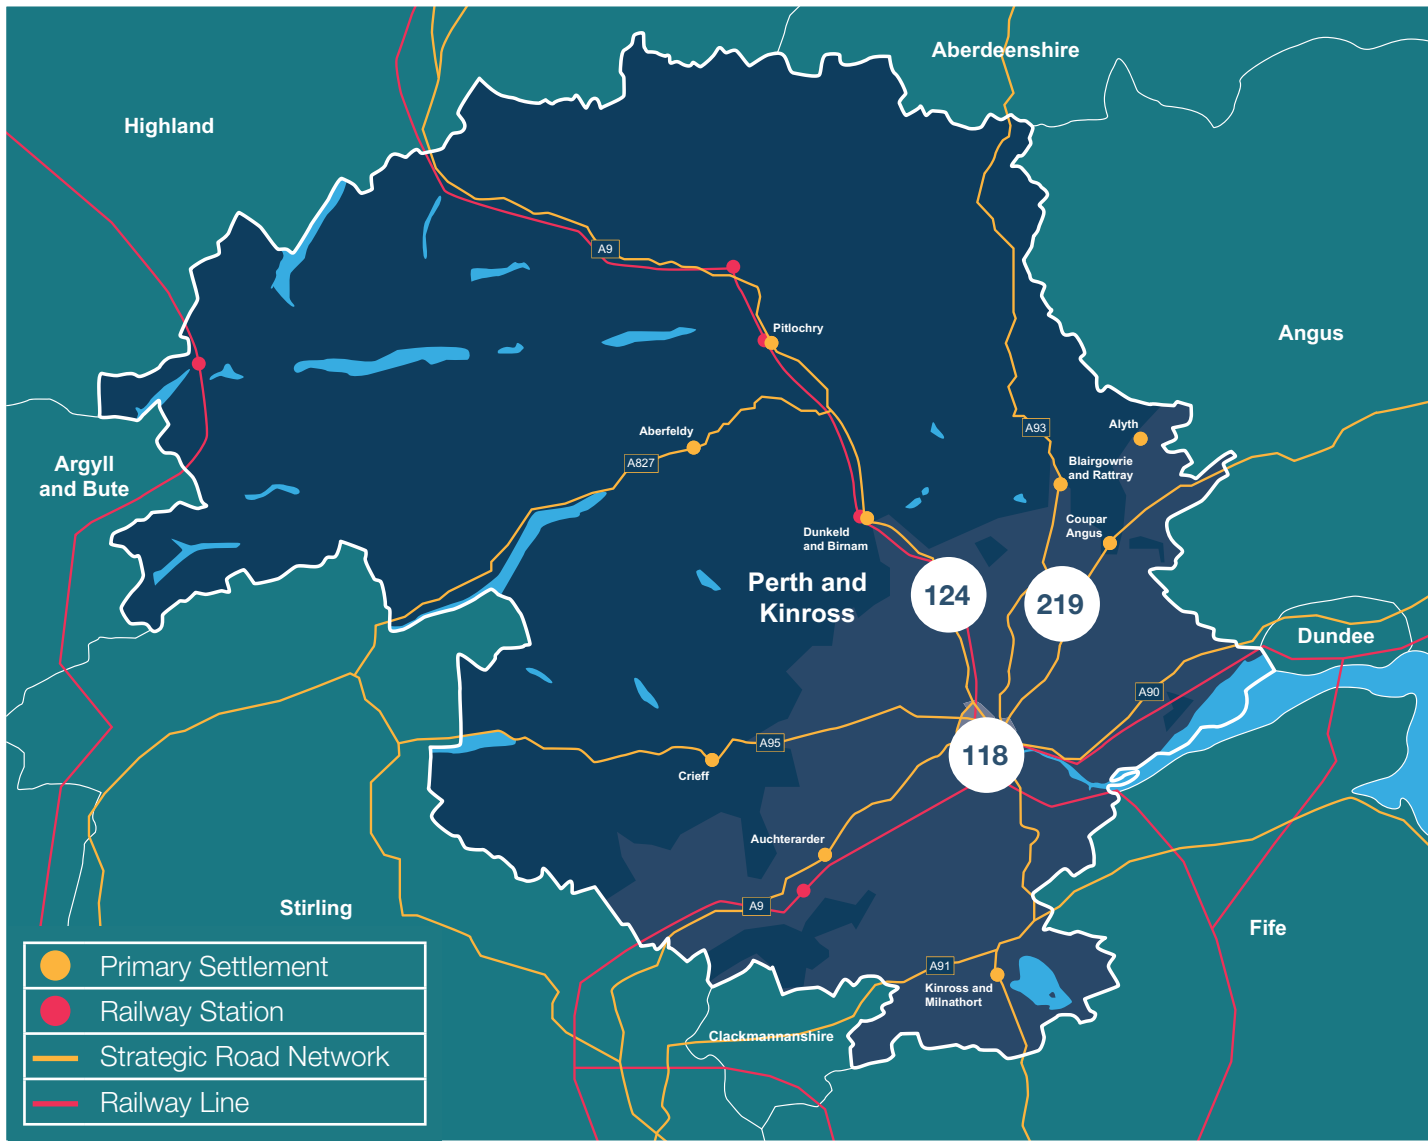 Aberdeenshire
Highland
A9
Pitlochry
Angus
Alyth
A93
Aberfeldy
A827
Blairgowrie
and Rattray
Argyll
and Bute
Coupar
Angus
Dunkeld
and Birnam
Perth and
Kinross
124
219
Dundee
A90
A95
118
Crieff
Auchterarder
A9
Stirling
Fife
A91
Kinross and
Milnathort
Clackmannanshire
Primary Settlement
Railway Station
Strategic Road Network
Railway Line